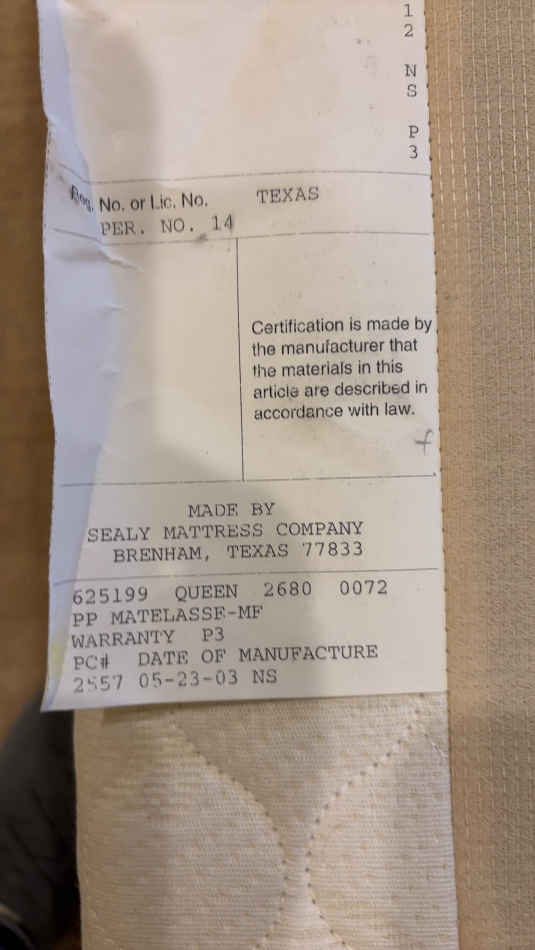 1
2
N
S
P
3
Reg. No. or Lic. No. TEXAS
PER. NO. 14
Certification is made by
the manufacturer that
the materials in this
article are described in
accordance with law.
f
MADE BY
SEALY MATTRESS COMPANY
BRENHAM, TEXAS 77833
625199 QUEEN 2680 0072
PP MATELASSE-MF
WARRANTY P3
PC# DATE OF MANUFACTURE
2557 05-23-03 NS